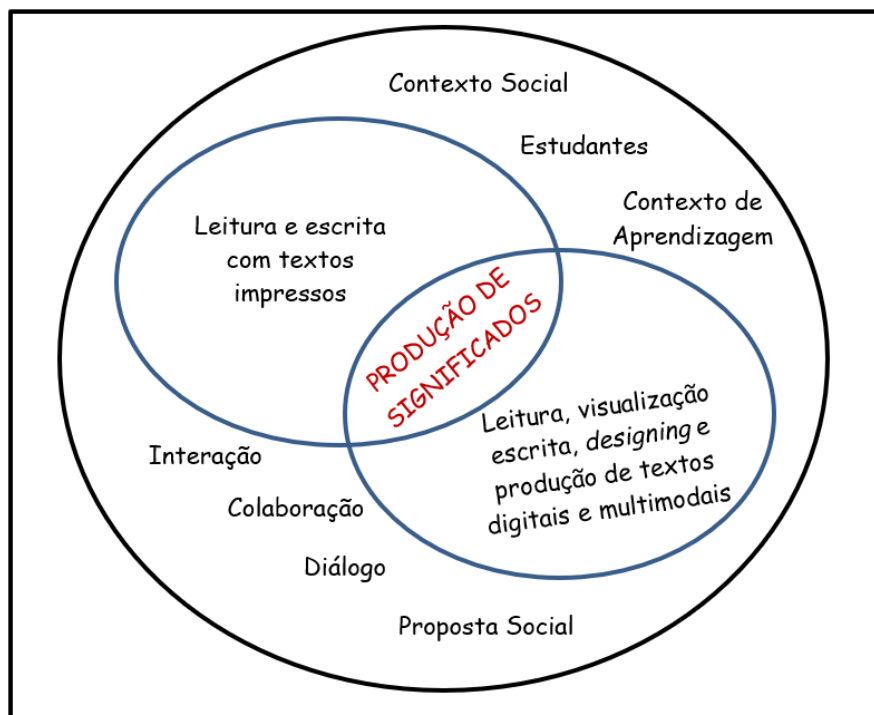 Contexto Social
Estudantes
Contexto de
Aprendizagem
Leitura e escrita
com textos
impressos
PRODUÇÃO DE
SIGNIFICADOS
Leitura, visualização
escrita, designing e
produção de textos
digitais e multimodais
Interação
Colaboração
Diálogo
Proposta Social